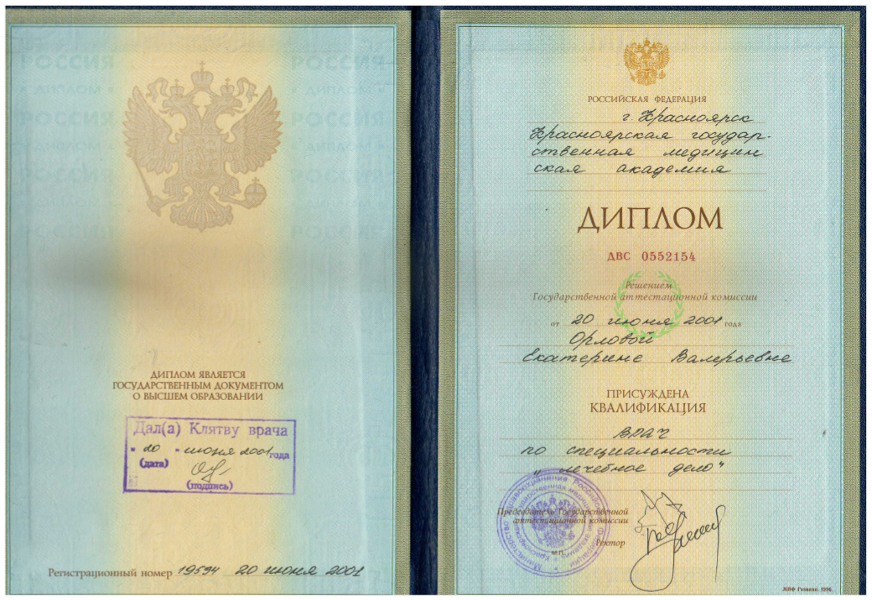 РОССИЯ
ДИПЛОМ
РОССИЯ
ДИПЛОМ ЯВЛЯЕТСЯ
ГОСУДАРСТВЕННЫМ ДОКУМЕНТОМ
О ВЫСШЕМ ОБРАЗОВАНИИ
Дал(а) Клятву врача
" 20 " июня 2001 года
(дата)
(подпись)
Регистрационный номер 19594 20 июня 2001
РОССИЙСКАЯ ФЕДЕРАЦИЯ
г. Красноярск
Красноярская государ-
ственная медицин
ская академия
ДИПЛОМ
ДВС 0552154
Решением
Государственной аттестационной комиссии
от 20 июня 2001 года
Орловой
Екатерине Валерьевне
ПРИСУЖДЕНА
КВАЛИФИКАЦИЯ
ВРАЧ
по специальности
"лечебное дело"
Председатель Государственной
аттестационной комиссии
Ректор
М.П.